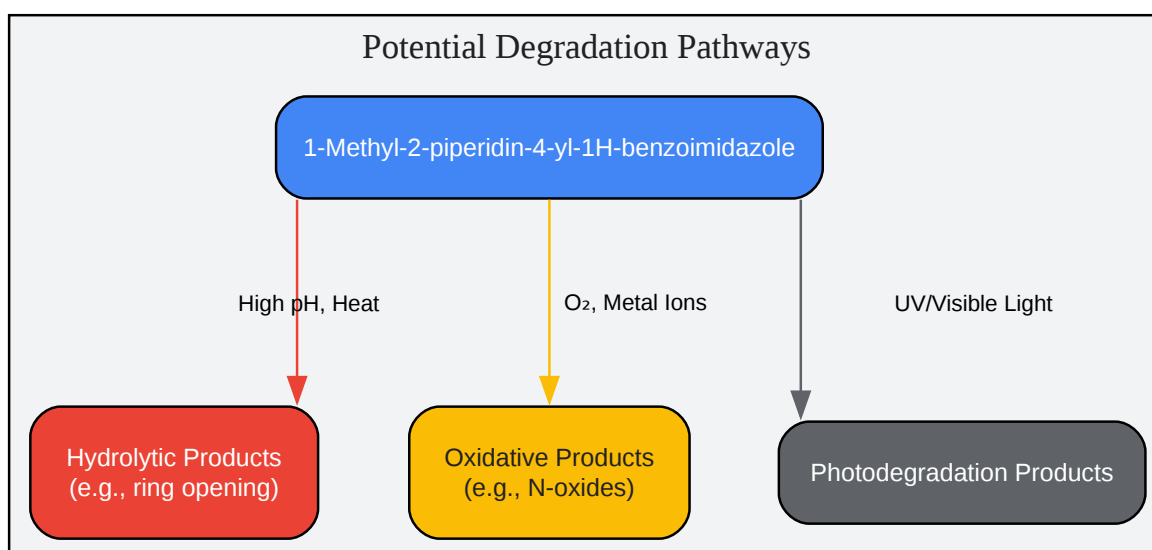 Potential Degradation Pathways
1-Methyl-2-piperidin-4-yl-1H-benzoimidazole
High pH, Heat
O₂, Metal Ions
UV/Visible Light
Hydrolytic Products
(e.g., ring opening)
Oxidative Products
(e.g., N-oxides)
Photodegradation Products